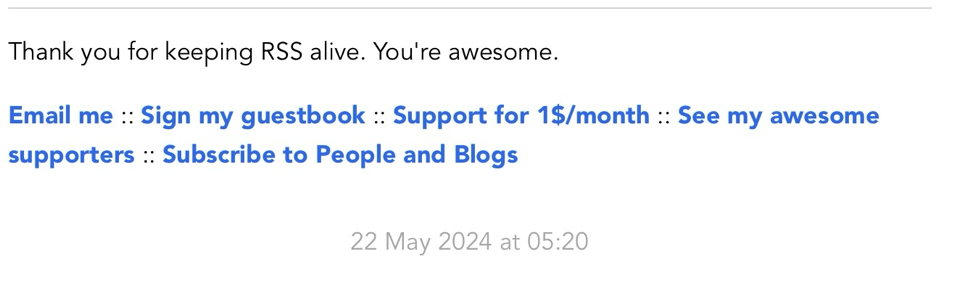 Thank you for keeping RSS alive. You're awesome.
Email me :: Sign my guestbook :: Support for 1$/month :: See my awesome
supporters :: Subscribe to People and Blogs
22 May 2024 at 05:20